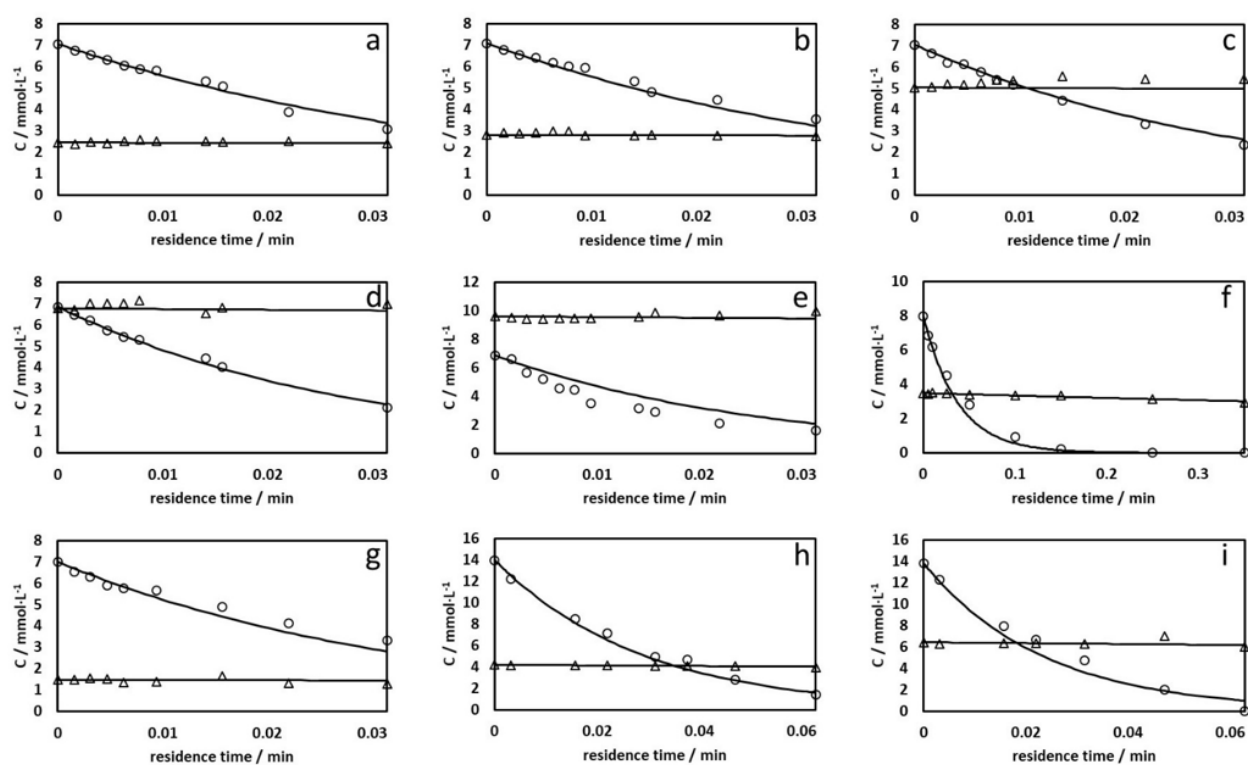 a
C / mmol·L⁻¹
8
7
6
5
4
3
2
1
0
0 0.01 0.02 0.03
residence time / min
b
C / mmol·L⁻¹
8
7
6
5
4
3
2
1
0
0 0.01 0.02 0.03
residence time / min
c
C / mmol·L⁻¹
8
7
6
5
4
3
2
1
0
0 0.01 0.02 0.03
residence time / min
d
C / mmol·L⁻¹
8
7
6
5
4
3
2
1
0
0 0.01 0.02 0.03
residence time / min
e
C / mmol·L⁻¹
12
10
8
6
4
2
0
0 0.01 0.02 0.03
residence time / min
f
C / mmol·L⁻¹
10
8
6
4
2
0
0 0.1 0.2 0.3
residence time / min
g
C / mmol·L⁻¹
8
7
6
5
4
3
2
1
0
0 0.01 0.02 0.03
residence time / min
h
C / mmol·L⁻¹
16
14
12
10
8
6
4
2
0
0 0.02 0.04 0.06
residence time / min
i
C / mmol·L⁻¹
16
14
12
10
8
6
4
2
0
0 0.02 0.04 0.06
residence time / min